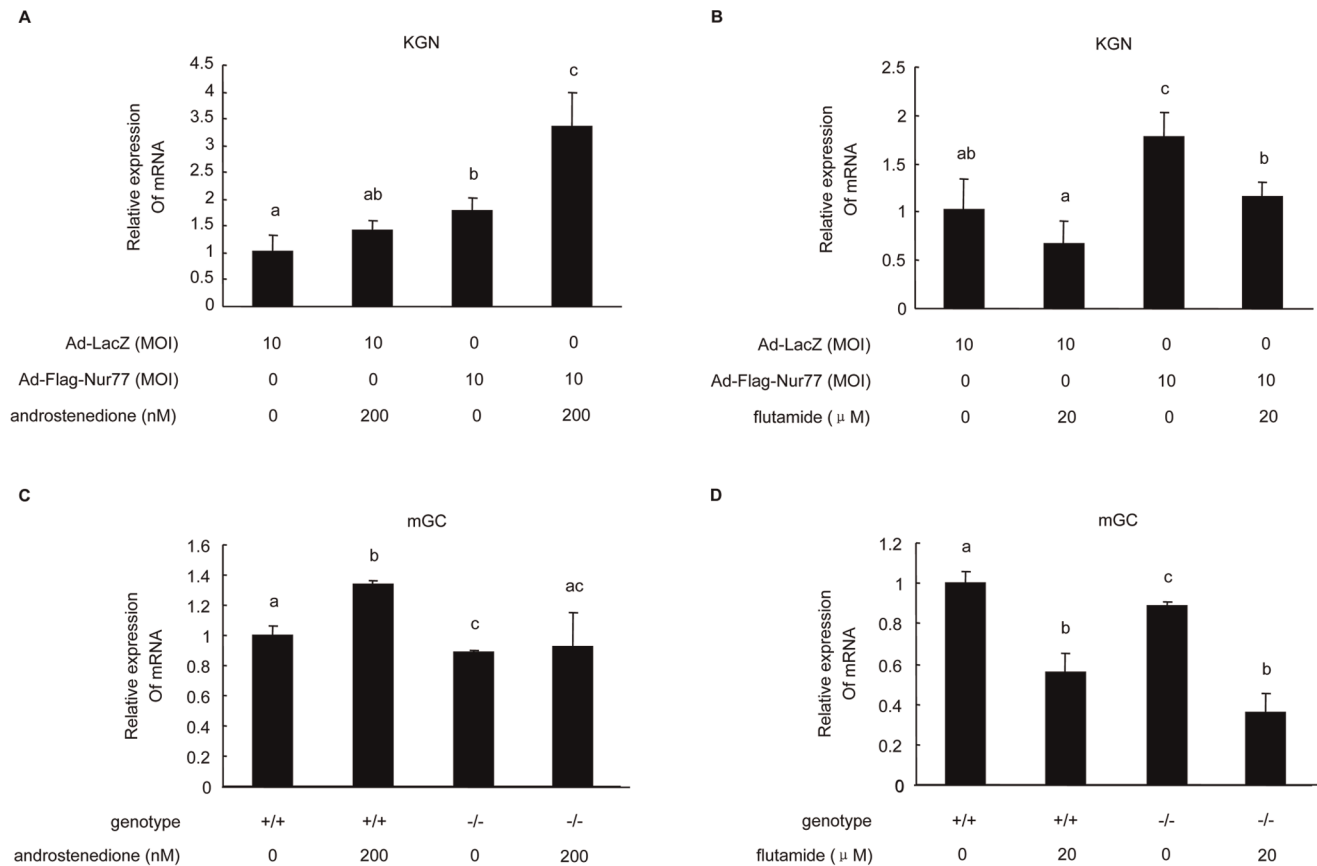 A
KGN
Relative expression
Of mRNA
4.5
4
3.5
3
2.5
2
1.5
1
0.5
0
a
ab
b
c
Ad-LacZ (MOI) 10 10 0 0
Ad-Flag-Nur77 (MOI) 0 0 10 10
androstenedione (nM) 0 200 0 200
B
KGN
Relative expression
Of mRNA
2.5
2
1.5
1
0.5
0
ab
a
c
b
Ad-LacZ (MOI) 10 10 0 0
Ad-Flag-Nur77 (MOI) 0 0 10 10
flutamide ( μ M) 0 20 0 20
C
mGC
Relative expression
Of mRNA
1.6
1.4
1.2
1
0.8
0.6
0.4
0.2
0
a
b
c
ac
genotype +/+ +/+ -/- -/-
androstenedione (nM) 0 200 0 200
D
mGC
Relative expression
Of mRNA
1.2
1
0.8
0.6
0.4
0.2
0
a
b
c
b
genotype +/+ +/+ -/- -/-
flutamide ( μ M) 0 20 0 20